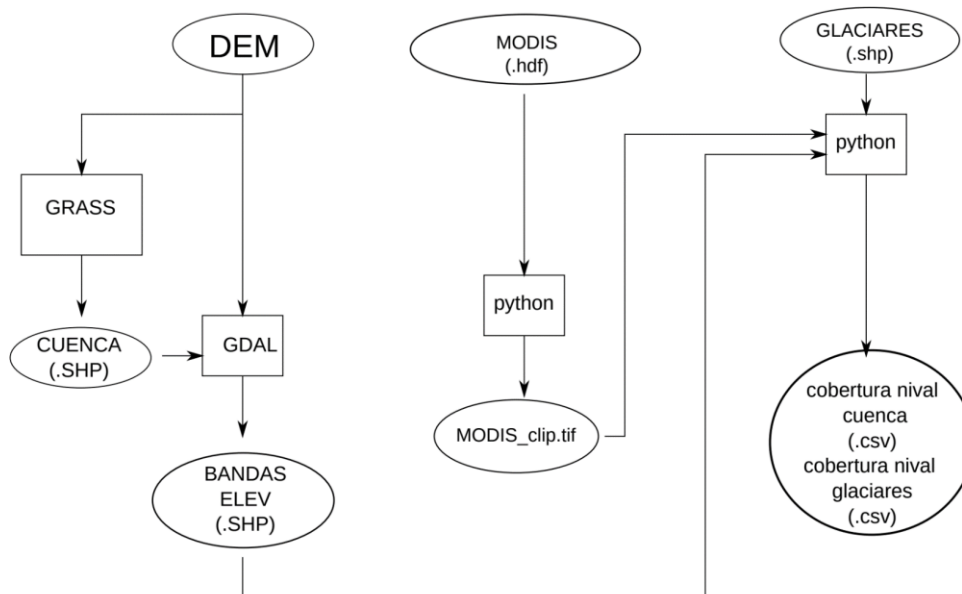 DEM
GRASS
CUENCA
(.SHP)
GDAL
BANDAS
ELEV
(.SHP)
MODIS
(.hdf)
python
MODIS_clip.tif
GLACIARES
(.shp)
python
cobertura nival
cuenca
(.csv)
cobertura nival
glaciares
(.csv)